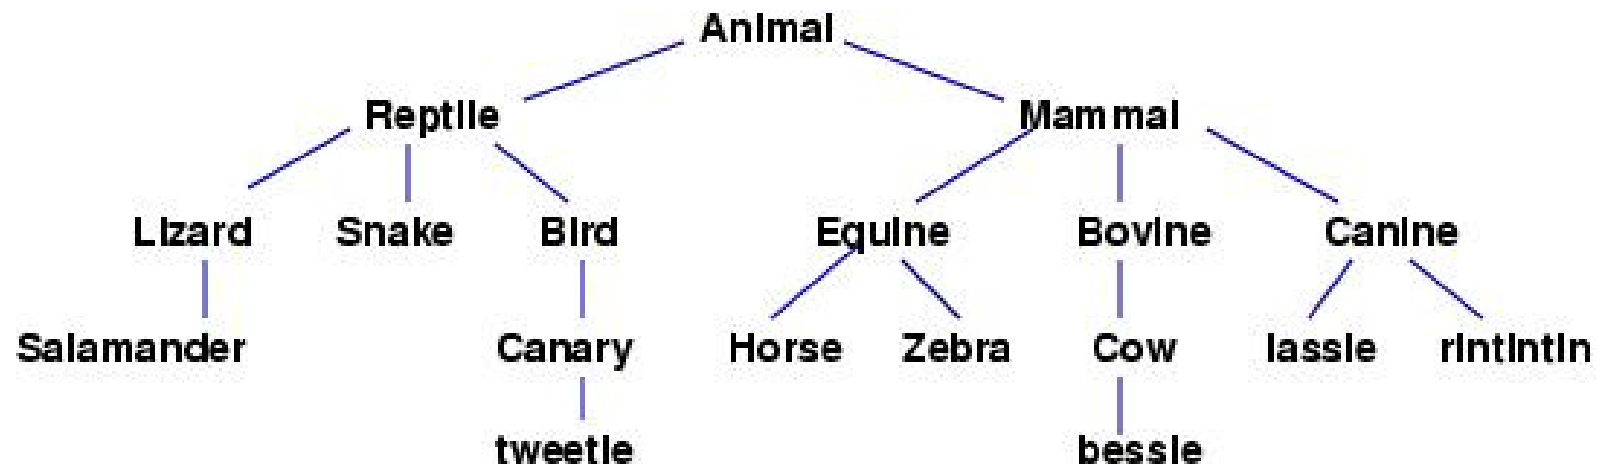 Animal
Reptile Mammal
Lizard Snake Bird Equine Bovine Canine
Salamander Canary Horse Zebra Cow lassie rintintin
tweetie bessie